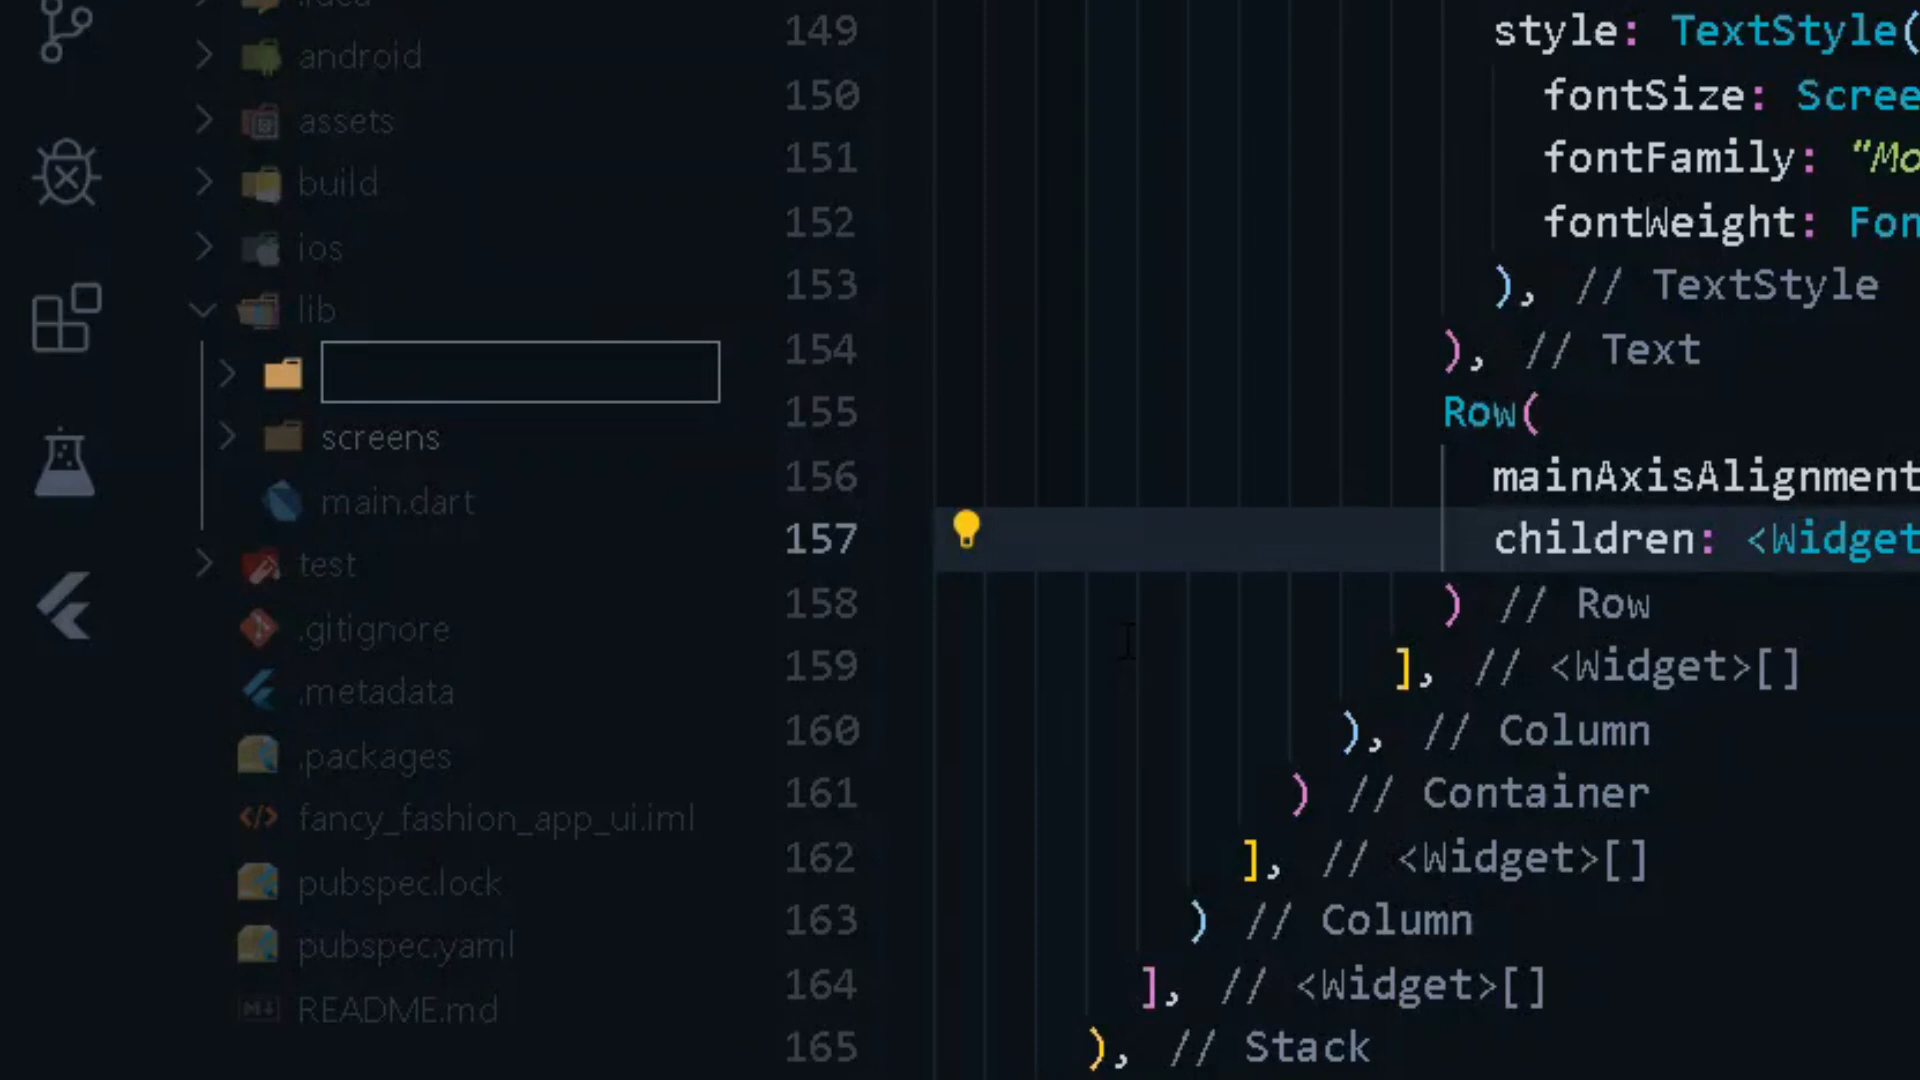 .idea
android
assets
build
ios
lib
screens
main.dart
test
.gitignore
.metadata
.packages
fancy_fashion_app_ui.iml
pubspec.lock
pubspec.yaml
README.md
149 style: TextStyle(
150 fontSize: Scree
151 fontFamily: "Mo
152 fontWeight: Fon
153 ), // TextStyle
154 ), // Text
155 Row(
156 mainAxisAlignment
157 children: <Widget
158 ) // Row
159 ], // <Widget>[]
160 ), // Column
161 ) // Container
162 ], // <Widget>[]
163 ) // Column
164 ], // <Widget>[]
165 ), // Stack